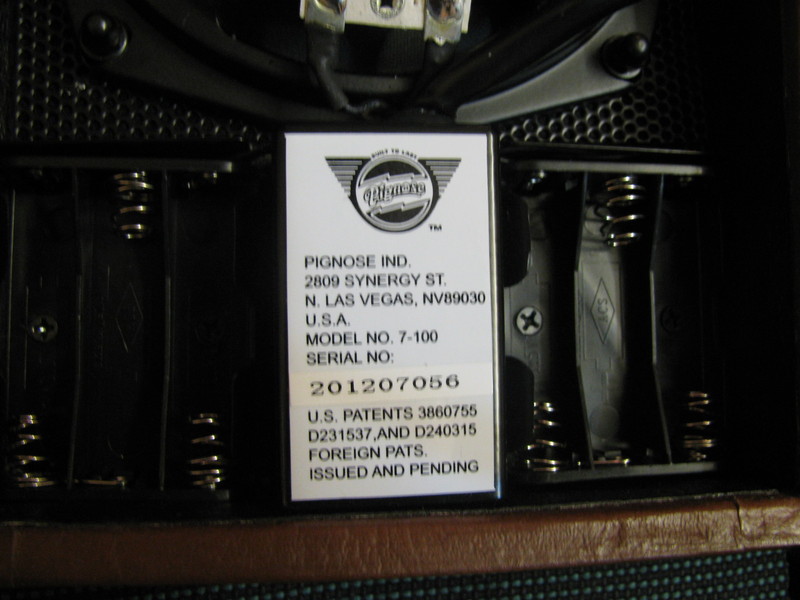 BUILT TO LAST
Pignose
TM
PIGNOSE IND.
2809 SYNERGY ST.
N. LAS VEGAS, NV89030
U.S.A.
MODEL NO. 7-100
SERIAL NO:
201207056
U.S. PATENTS 3860755
D231537,AND D240315
FOREIGN PATS.
ISSUED AND PENDING